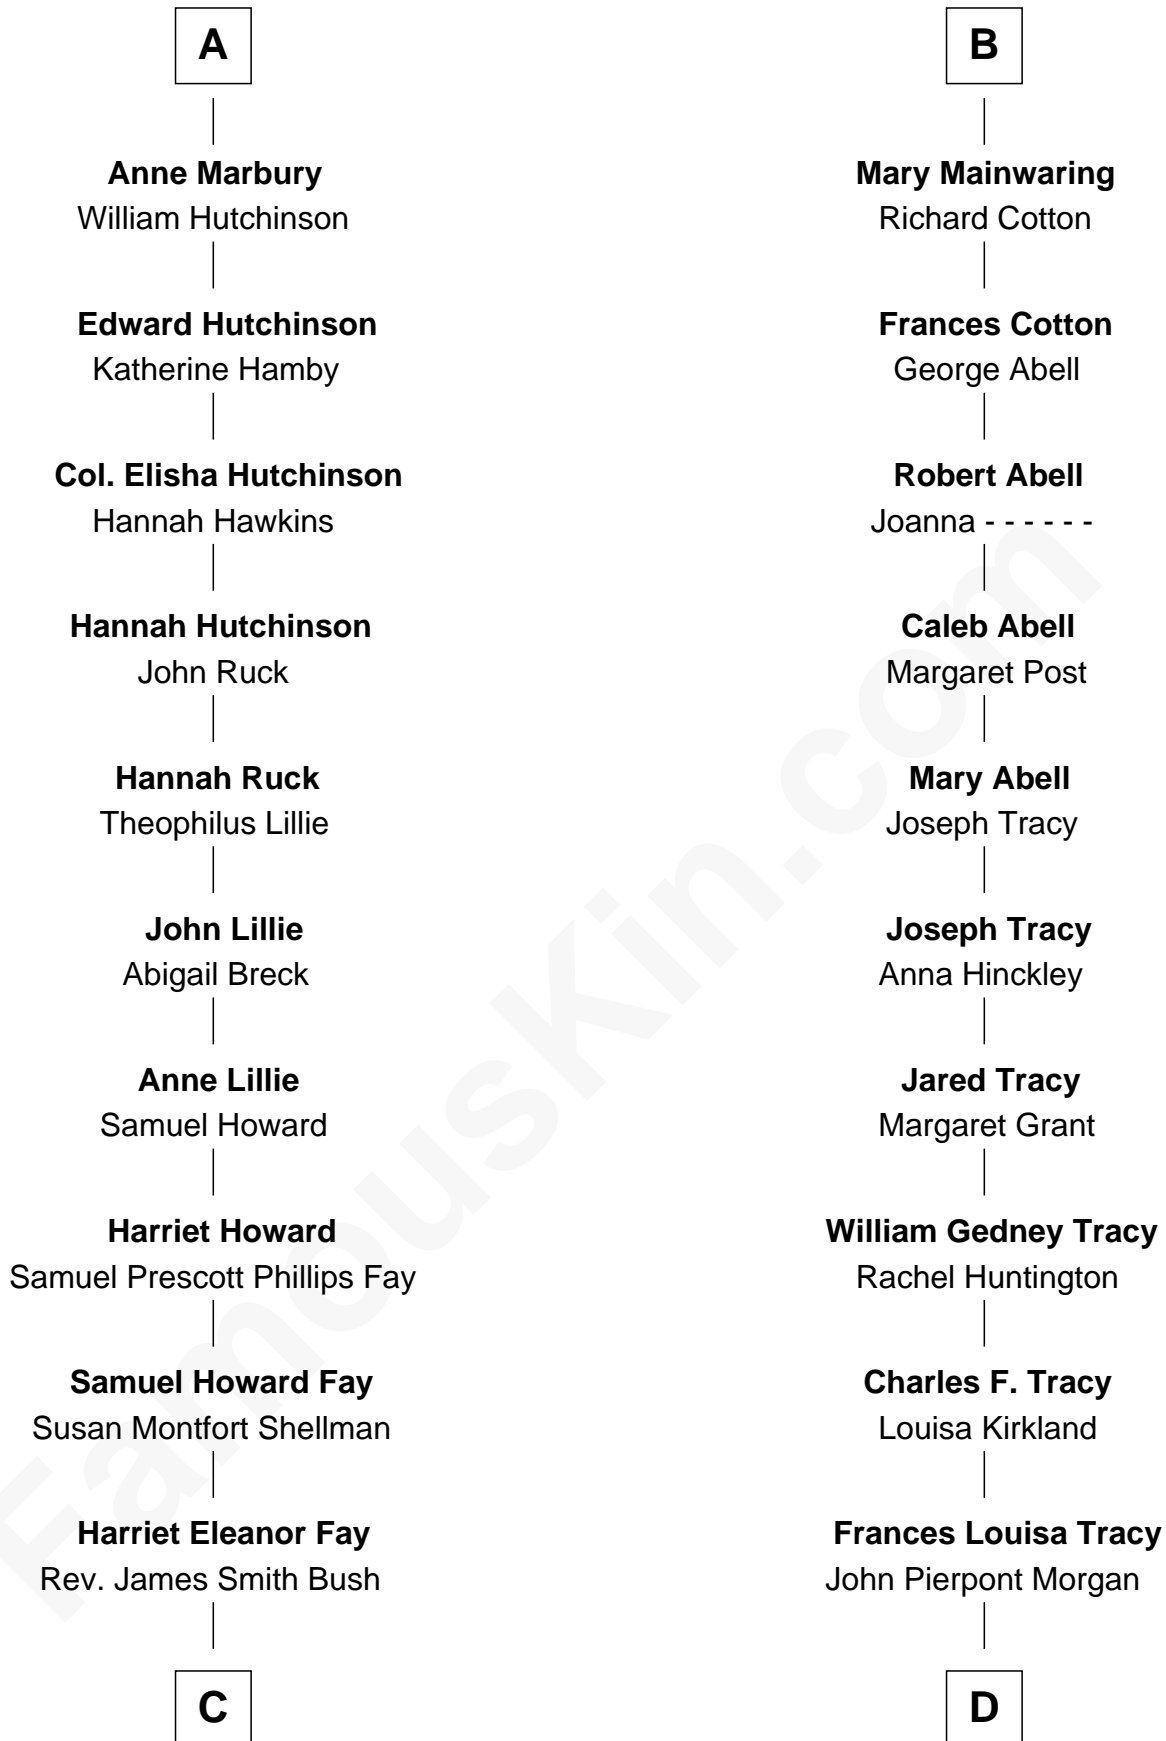 A
Anne Marbury
William Hutchinson
Edward Hutchinson
Katherine Hamby
Col. Elisha Hutchinson
Hannah Hawkins
Hannah Hutchinson
John Ruck
Hannah Ruck
Theophilus Lillie
John Lillie
Abigail Breck
Anne Lillie
Samuel Howard
Harriet Howard
Samuel Prescott Phillips Fay
Samuel Howard Fay
Susan Montfort Shellman
Harriet Eleanor Fay
Rev. James Smith Bush
C
B
Mary Mainwaring
Richard Cotton
Frances Cotton
George Abell
Robert Abell
Joanna - - - - - -
Caleb Abell
Margaret Post
Mary Abell
Joseph Tracy
Joseph Tracy
Anna Hinckley
Jared Tracy
Margaret Grant
William Gedney Tracy
Rachel Huntington
Charles F. Tracy
Louisa Kirkland
Frances Louisa Tracy
John Pierpont Morgan
D
FamousKin.com